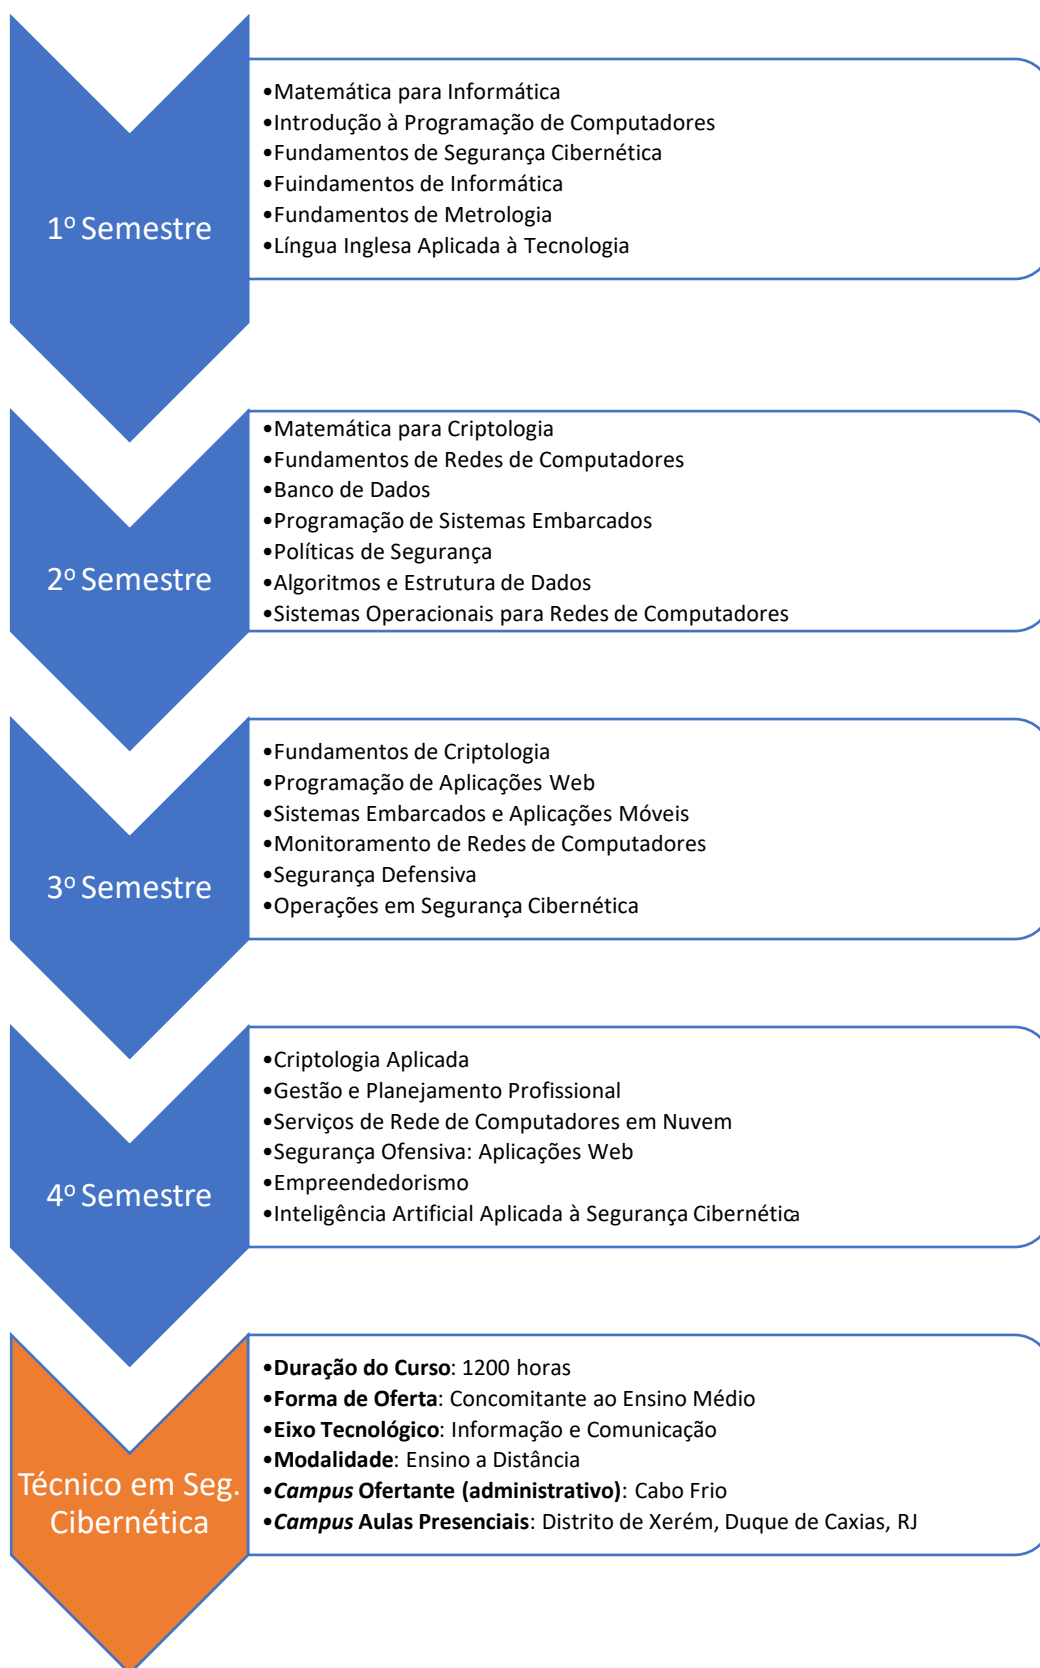 1º Semestre
•Matemática para Informática
•Introdução à Programação de Computadores
•Fundamentos de Segurança Cibernética
•Fuindamentos de Informática
•Fundamentos de Metrologia
•Língua Inglesa Aplicada à Tecnologia
2º Semestre
•Matemática para Criptologia
•Fundamentos de Redes de Computadores
•Banco de Dados
•Programação de Sistemas Embarcados
•Políticas de Segurança
•Algoritmos e Estrutura de Dados
•Sistemas Operacionais para Redes de Computadores
3º Semestre
•Fundamentos de Criptologia
•Programação de Aplicações Web
•Sistemas Embarcados e Aplicações Móveis
•Monitoramento de Redes de Computadores
•Segurança Defensiva
•Operações em Segurança Cibernética
4º Semestre
•Criptologia Aplicada
•Gestão e Planejamento Profissional
•Serviços de Rede de Computadores em Nuvem
•Segurança Ofensiva: Aplicações Web
•Empreendedorismo
•Inteligência Artificial Aplicada à Segurança Cibernética
Técnico em Seg.
Cibernética
•Duração do Curso: 1200 horas
•Forma de Oferta: Concomitante ao Ensino Médio
•Eixo Tecnológico: Informação e Comunicação
•Modalidade: Ensino a Distância
•Campus Ofertante (administrativo): Cabo Frio
•Campus Aulas Presenciais: Distrito de Xerém, Duque de Caxias, RJ